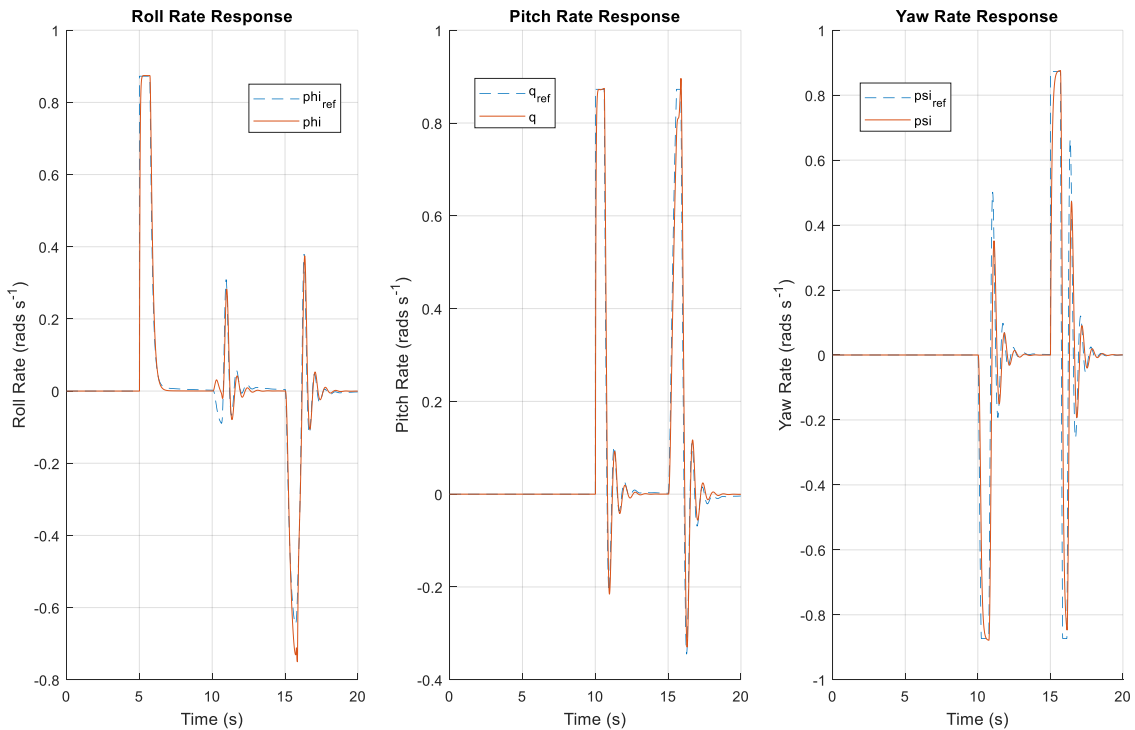 Roll Rate Response
1
0.8
0.6
0.4
0.2
0
-0.2
-0.4
-0.6
-0.8
0
5
10
15
20
Roll Rate (rads s-1)
Time (s)
phi_ref
phi
Pitch Rate Response
1
0.8
0.6
0.4
0.2
0
-0.2
-0.4
0
5
10
15
20
Pitch Rate (rads s-1)
Time (s)
q_ref
q
Yaw Rate Response
1
0.8
0.6
0.4
0.2
0
-0.2
-0.4
-0.6
-0.8
-1
0
5
10
15
20
Yaw Rate (rads s-1)
Time (s)
psi_ref
psi